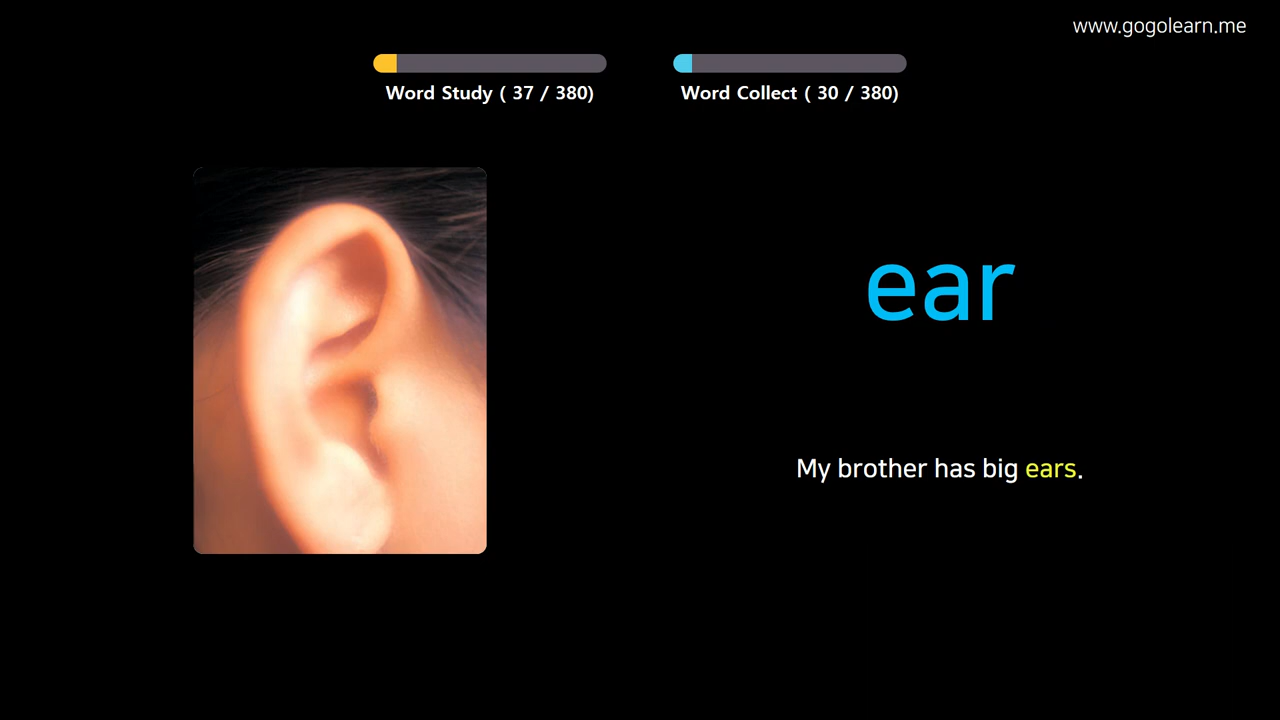 www.gogolearn.me
Word Study ( 37 / 380)
Word Collect ( 30 / 380)
ear
My brother has big ears.